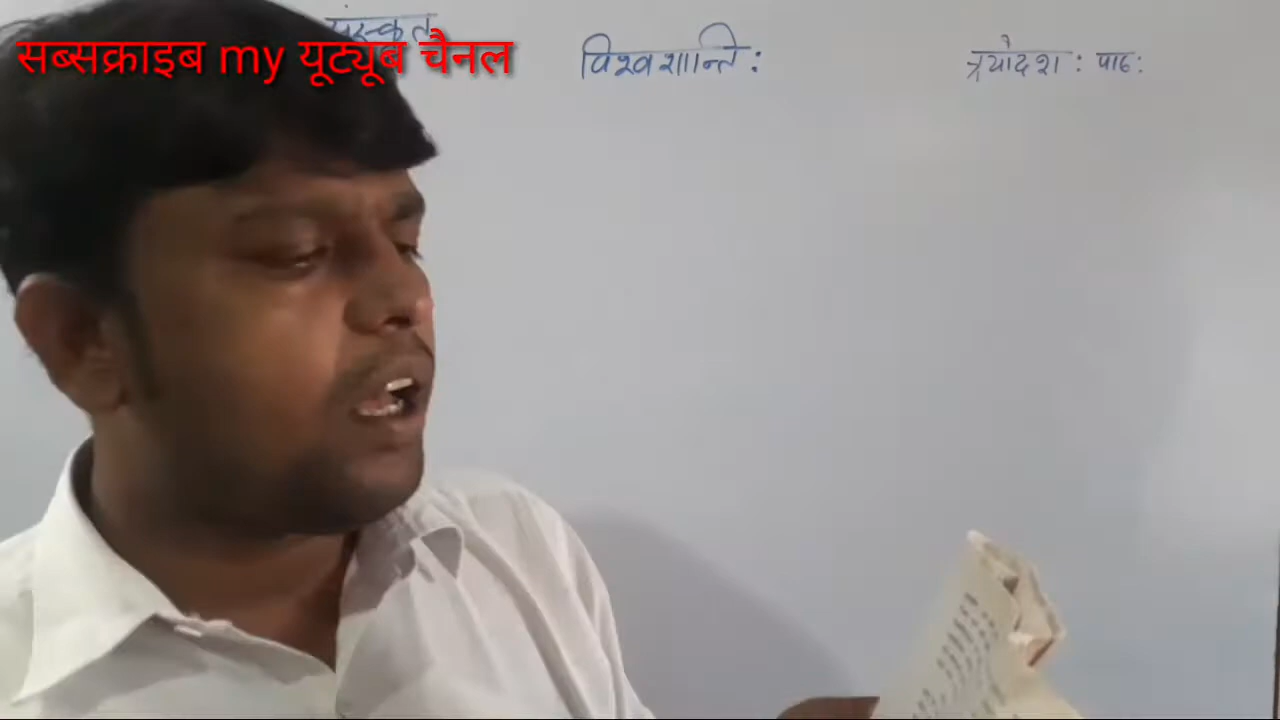 संस्कृत
सब्सक्राइब my यूट्यूब चैनल
विश्वशान्ति:
त्रयोदश: पाठ: